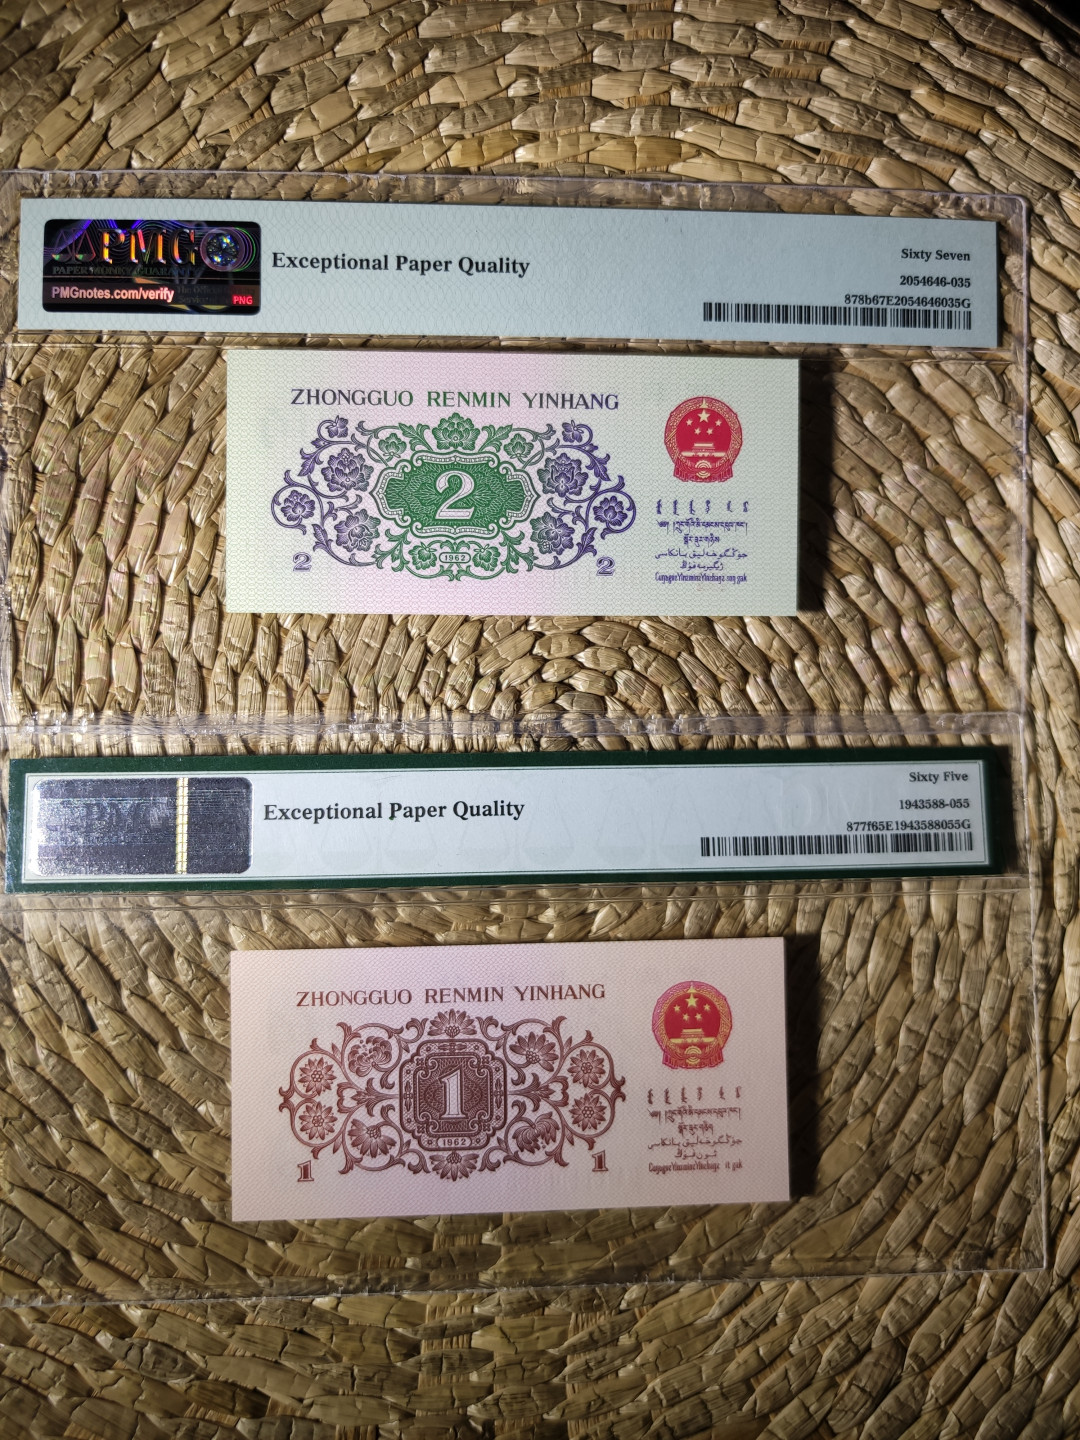 PMG
PAPER MONEY GUARANTY
PMGnotes.com/verify
PNG
Exceptional Paper Quality
Sixty Seven
2054646-035
878b67E2054646035G
ZHONGGUO RENMIN YINHANG
2
1962
2
2
Exceptional Paper Quality
Sixty Five
1943588-055
877f65E1943588055G
ZHONGGUO RENMIN YINHANG
1
1962
1
1